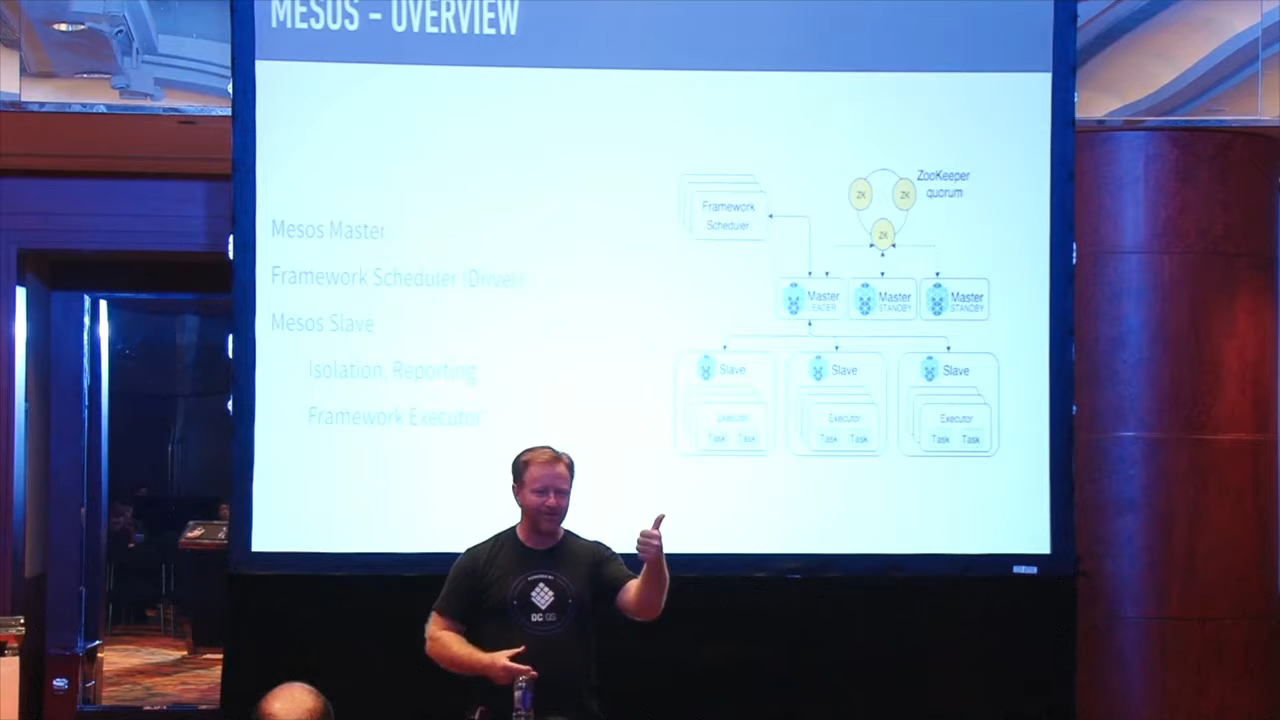 MESOS – OVERVIEW
Mesos Master
Framework Scheduler (Driver)
Mesos Slave
Isolation, Reporting
Framework Executor
Framework
Scheduler
ZK
ZK
ZK
ZooKeeper
quorum
Master
LEADER
Master
STANDBY
Master
STANDBY
Slave
Executor
Task Task
Slave
Executor
Task Task
Slave
Executor
Task Task
POWERED BY
DC/OS